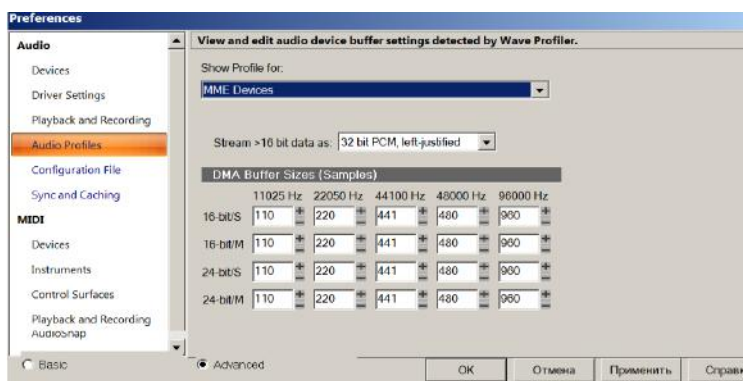 Preferences
Audio
Devices
Driver Settings
Playback and Recording
Audio Profiles
Configuration File
Sync and Caching
MIDI
Devices
Instruments
Control Surfaces
Playback and Recording
AudioSnap
Basic
View and edit audio device buffer settings detected by Wave Profiler.
Show Profile for:
MME Devices
Stream >16 bit data as: 32 bit PCM, left-justified
DMA Buffer Sizes (Samples)
11025 Hz 22050 Hz 44100 Hz 48000 Hz 96000 Hz
16-bit/S 110 220 441 480 960
16-bit/M 110 220 441 480 960
24-bit/S 110 220 441 480 960
24-bit/M 110 220 441 480 960
Advanced
OK Отмена Применить Справк